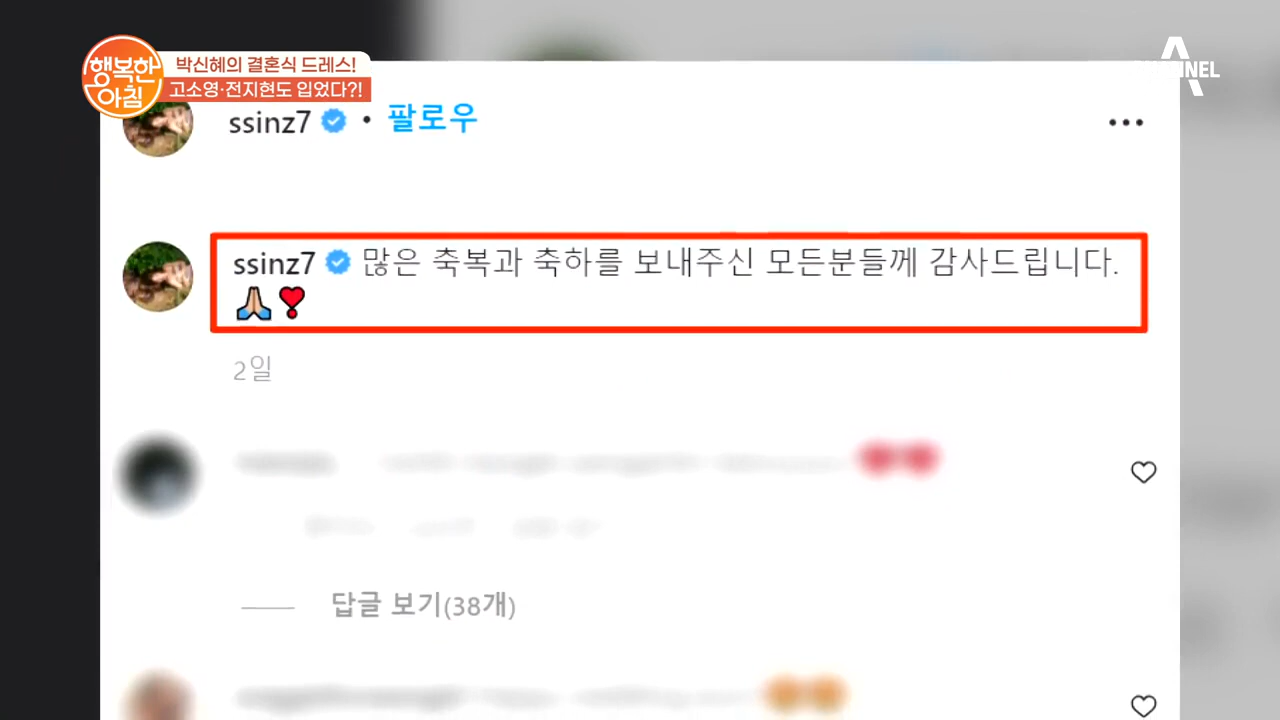 행복한
아침
박신혜의 결혼식 드레스!
고소영·전지현도 입었다?!
CHANNEL
ssinz7 • 팔로우
ssinz7 많은 축복과 축하를 보내주신 모든분들께 감사드립니다.
🙏🏼❣️
2일
답글 보기(38개)